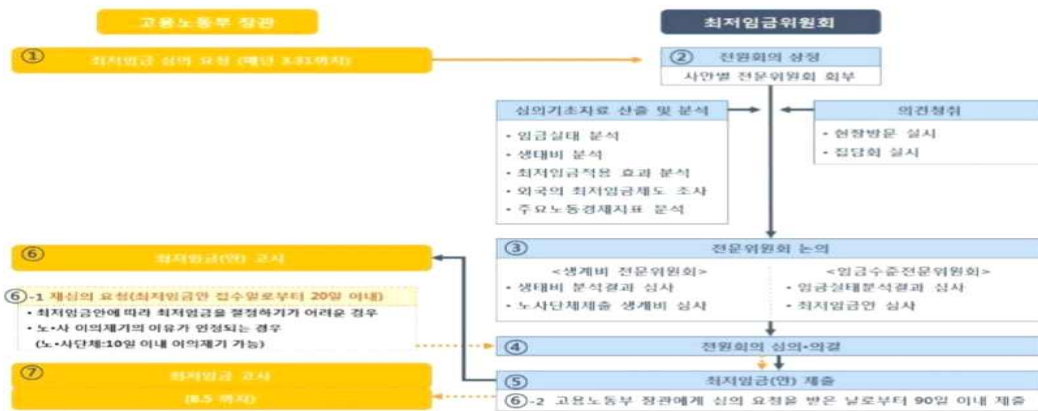 고용노동부 장관
최저임금위원회
① 최저임금 심의 요청 (매년 3.31까지)
② 전원회의 상정
사안별 전문위원회 회부
심의기초자료 산출 및 분석
• 임금실태 분석
• 생대비 분석
• 최저임금적용 효과 분석
• 외국의 최저임금제도 조사
• 주요노동경제지표 분석
의견청취
• 현장방문 실시
• 집담회 실시
③ 전문위원회 논의
<생계비 전문위원회>
• 생태비 분석결과 심사
• 노사단체제출 생계비 심사
<임금수준전문위원회>
• 임금실태분석결과 심사
• 최저임금안 심사
⑥ 최저임금(안) 고시
⑥-1 재심의 요청(최저임금안 접수일로부터 20일 이내)
• 최저임금안에 따라 최저임금을 결정하기가 어려운 경우
• 노•사 이의제기의 이유가 인정되는 경우
(노•사단체:10일 이내 이의제기 가능)
④ 전원회의 심의•의결
⑤ 최저임금(안) 제출
⑥-2 고용노동부 장관에게 심의 요청을 받은 날로부터 90일 이내 제출
⑦ 최저임금 고시
(8.5 까지)